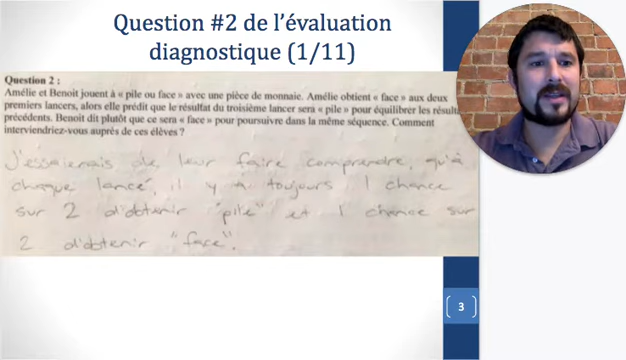 Question #2 de l'évaluation
diagnostique (1/11)
Question 2 :
Amélie et Benoit jouent à « pile ou face » avec une pièce de monnaie. Amélie obtient « face » aux deux
premiers lancers, alors elle prédit que le résultat du troisième lancer sera « pile » pour équilibrer les résulta
précédents. Benoit dit plutôt que ce sera « face » pour poursuivre dans la même séquence. Comment
interviendriez-vous auprès de ces élèves ?
J'essaierais de leur faire comprendre, qu'à
chaque lancé, il y a toujours 1 chance
sur 2 d'obtenir "pile" et 1 chance sur
2 d'obtenir "face".
3